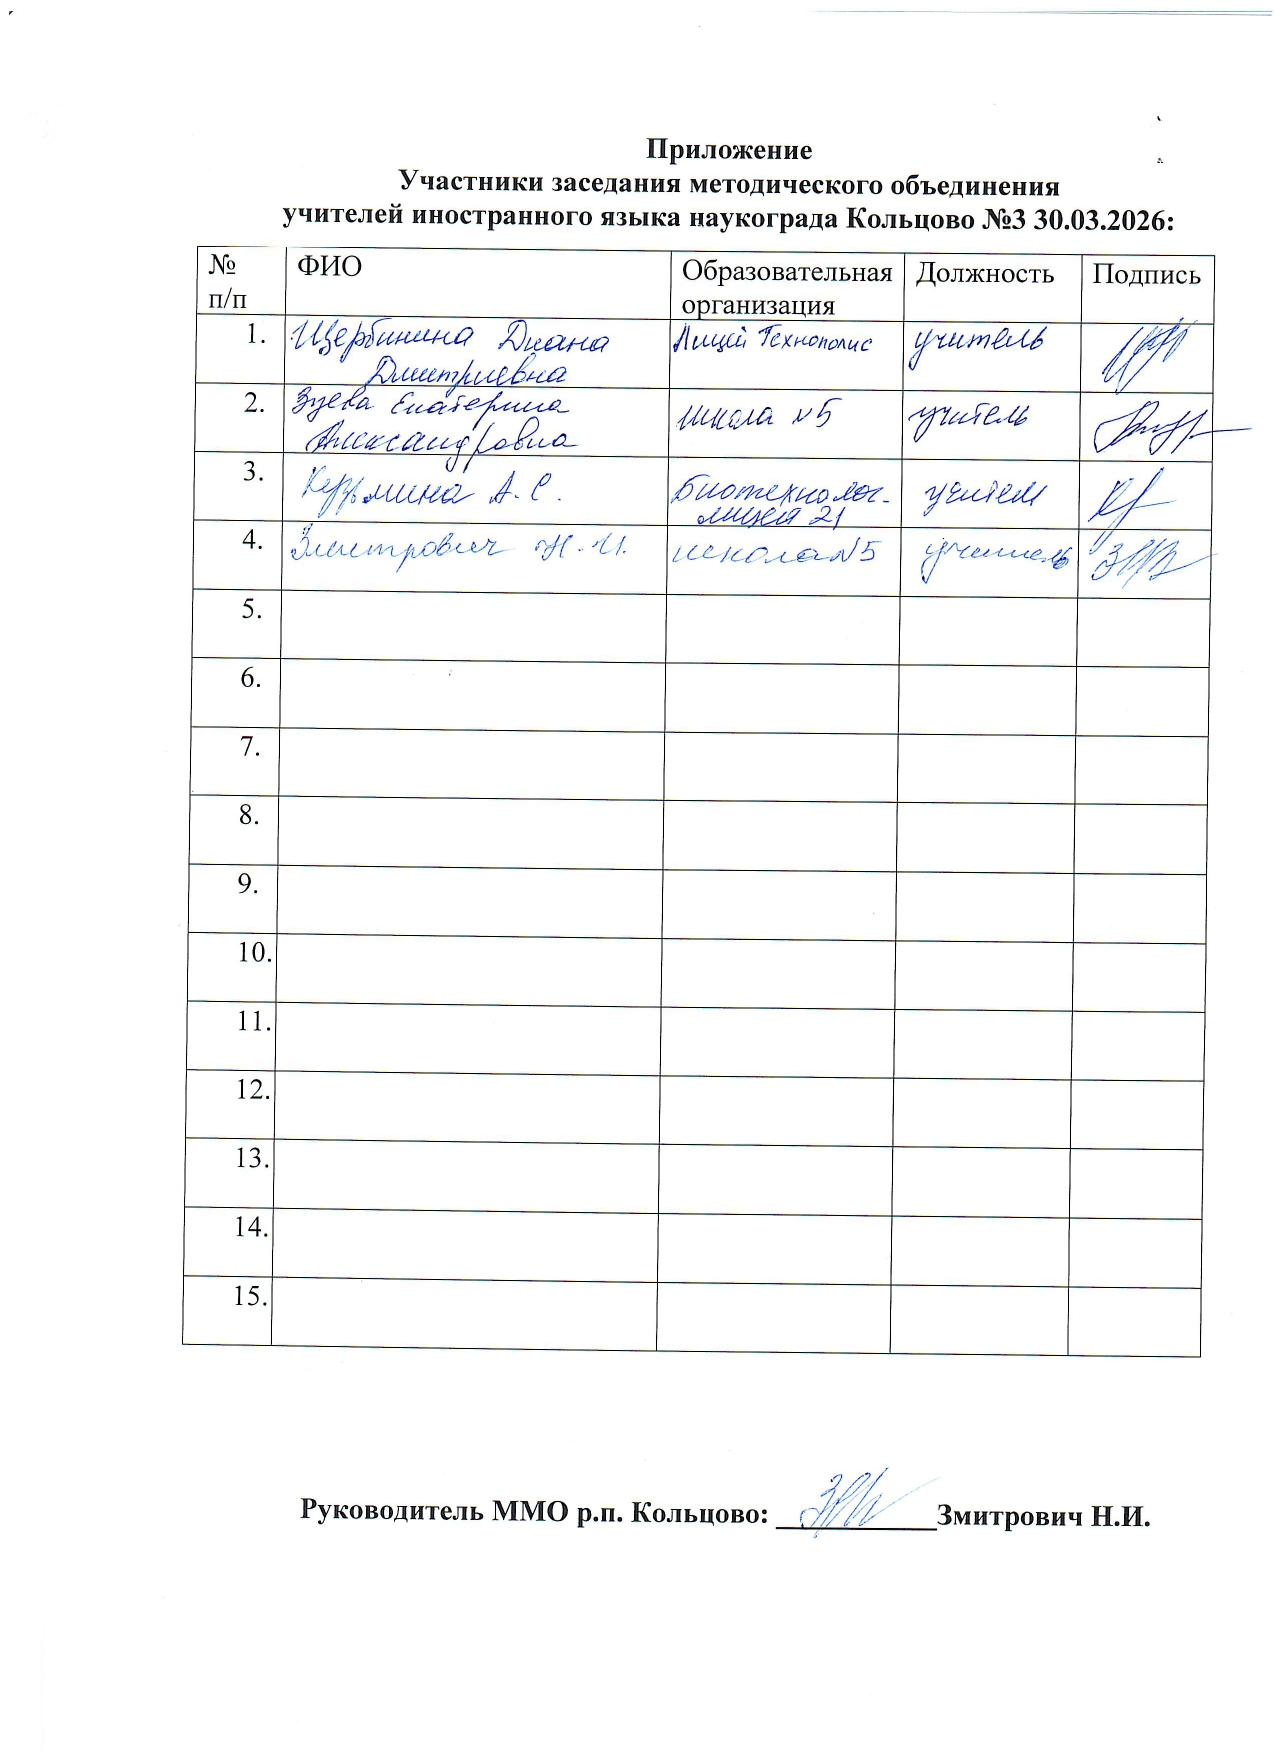 Приложение
Участники заседания методического объединения
учителей иностранного языка наукограда Кольцово №3 30.03.2026:
№ п/п ФИО Образовательная организация Должность Подпись
1. Щербинина Диана Дмитриевна Лицей Технополис учитель
2. Зуева Екатерина Александровна школа №5 учитель
3. Кузьмина А.С. биотехнолог. лицей 21 учитель
4. Змитрович Н.И. школа №5 учитель
5.
6.
7.
8.
9.
10.
11.
12.
13.
14.
15.
Руководитель ММО р.п. Кольцово: Змитрович Н.И.